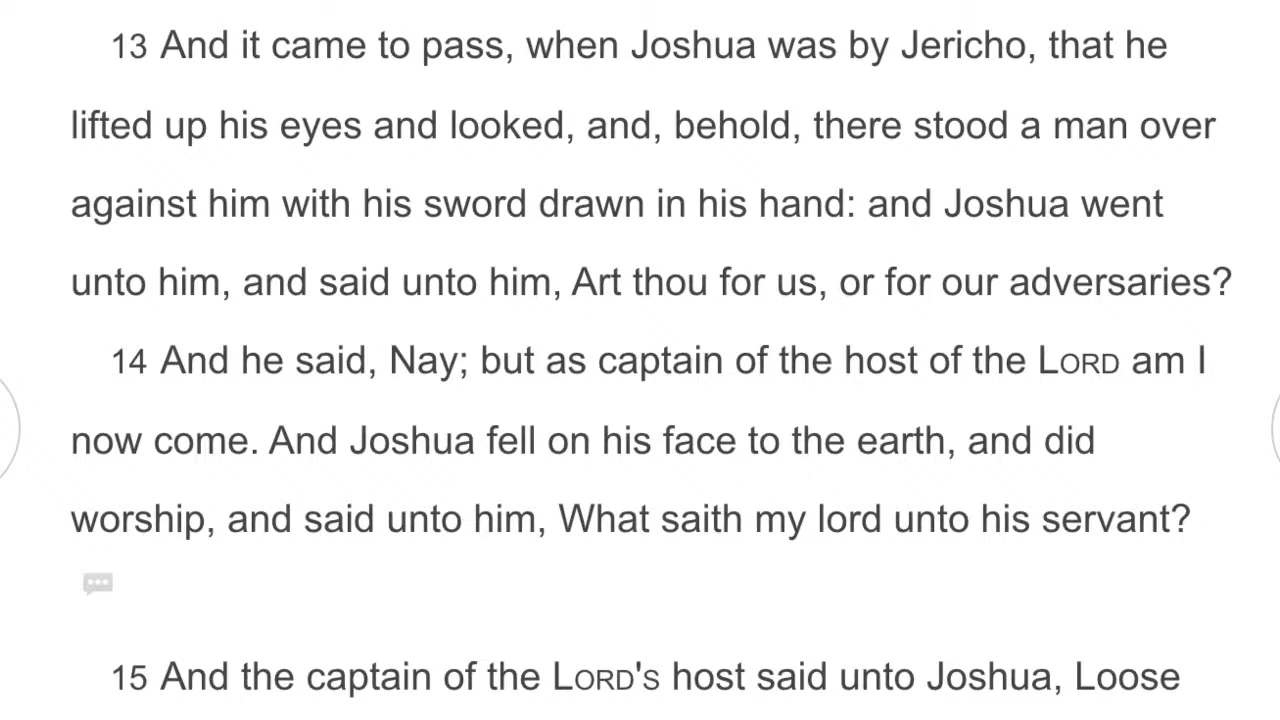 13 And it came to pass, when Joshua was by Jericho, that he
lifted up his eyes and looked, and, behold, there stood a man over
against him with his sword drawn in his hand: and Joshua went
unto him, and said unto him, Art thou for us, or for our adversaries?
14 And he said, Nay; but as captain of the host of the LORD am I
now come. And Joshua fell on his face to the earth, and did
worship, and said unto him, What saith my lord unto his servant?
15 And the captain of the LORD'S host said unto Joshua, Loose